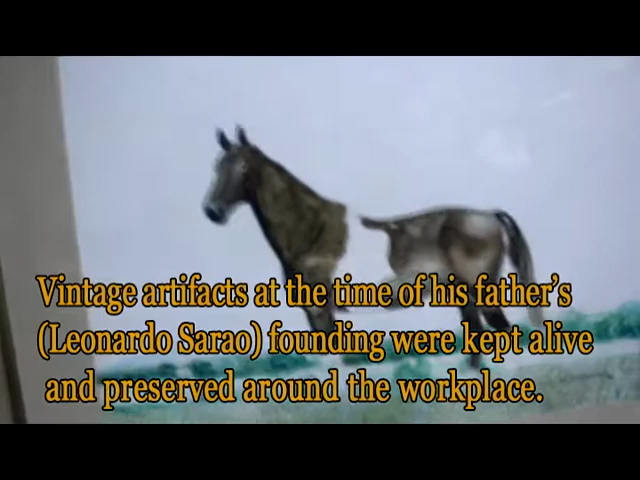 Vintage artifacts at the time of his father's
(Leonardo Sarao) founding were kept alive
and preserved around the workplace.